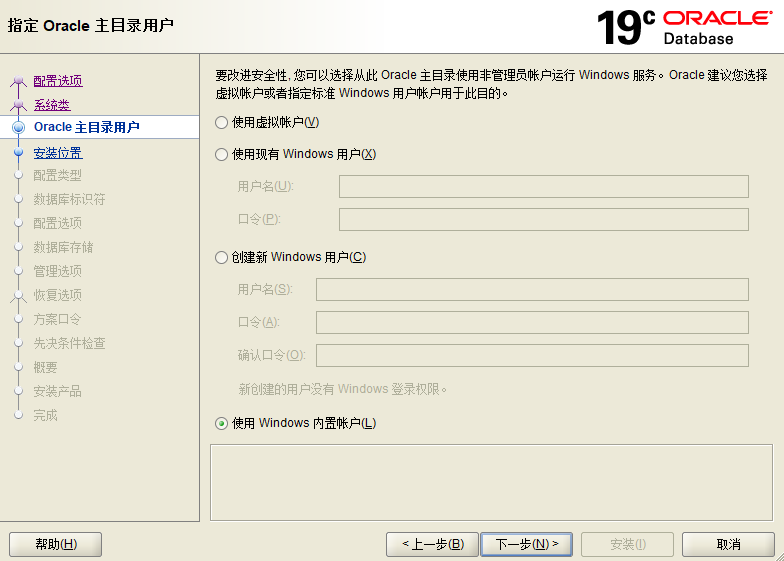 指定 Oracle 主目录用户
19c ORACLE
Database
配置选项
系统类
Oracle 主目录用户
安装位置
配置类型
数据库标识符
配置选项
数据库存储
管理选项
恢复选项
方案口令
先决条件检查
概要
安装产品
完成
要改进安全性, 您可以选择从此 Oracle 主目录使用非管理员帐户运行 Windows 服务。Oracle 建议您选择
虚拟帐户或者指定标准 Windows 用户帐户用于此目的。
使用虚拟帐户(V)
使用现有 Windows 用户(X)
用户名(U):
口令(P):
创建新 Windows 用户(C)
用户名(S):
口令(A):
确认口令(O):
新创建的用户没有 Windows 登录权限。
使用 Windows 内置帐户(L)
帮助(H)
< 上一步(B)
下一步(N) >
安装(I)
取消